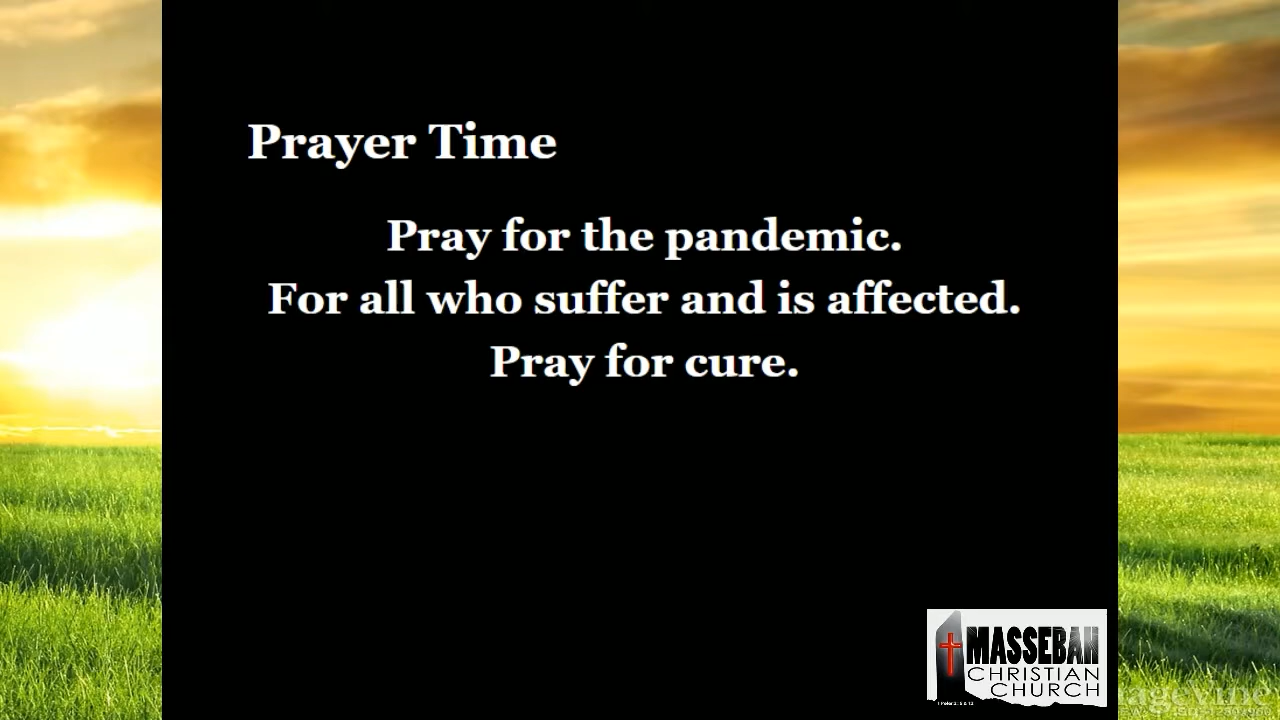 Prayer Time
Pray for the pandemic.
For all who suffer and is affected.
Pray for cure.
MASSEBAH
CHRISTIAN
CHURCH